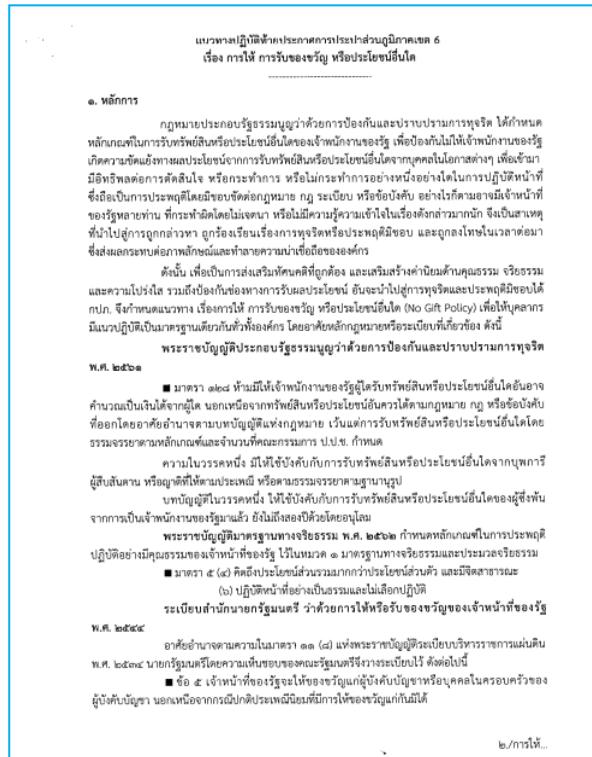 แนวทางปฏิบัติท้ายประกาศการประปาส่วนภูมิภาคเขต 6
เรื่อง การให้ การรับของขวัญ หรือประโยชน์อื่นใด
------------------------------
๑. หลักการ
กฎหมายประกอบรัฐธรรมนูญว่าด้วยการป้องกันและปราบปรามการทุจริต ได้กำหนด
หลักเกณฑ์ในการรับทรัพย์สินหรือประโยชน์อื่นใดของเจ้าพนักงานของรัฐ เพื่อป้องกันไม่ให้เจ้าพนักงานของรัฐ
เกิดความขัดแย้งทางผลประโยชน์จากการรับทรัพย์สินหรือประโยชน์อื่นใดจากบุคคลในโอกาสต่างๆ เพื่อเข้ามา
มีอิทธิพลต่อการตัดสินใจ หรือกระทำการ หรือไม่กระทำการอย่างหนึ่งอย่างใดในการปฏิบัติหน้าที่
ซึ่งถือเป็นการประพฤติโดยมิชอบขัดต่อกฎหมาย กฎ ระเบียบ หรือข้อบังคับ อย่างไรก็ตามอาจมีเจ้าหน้าที่
ของรัฐหลายท่าน ที่กระทำผิดโดยไม่เจตนา หรือไม่มีความรู้ความเข้าใจในเรื่องดังกล่าวมากนัก จึงเป็นสาเหตุ
ที่นำไปสู่การถูกกล่าวหา ถูกร้องเรียนเรื่องการทุจริตหรือประพฤติมิชอบ และถูกลงโทษในเวลาต่อมา
ซึ่งส่งผลกระทบต่อภาพลักษณ์และทำลายความน่าเชื่อถือขององค์กร
ดังนั้น เพื่อเป็นการส่งเสริมทัศนคติที่ถูกต้อง และเสริมสร้างค่านิยมด้านคุณธรรม จริยธรรม
และความโปร่งใส รวมถึงป้องกันช่องทางการรับผลประโยชน์ อันจะนำไปสู่การทุจริตและประพฤติมิชอบได้
กปภ. จึงกำหนดแนวทาง เรื่องการให้ การรับของขวัญ หรือประโยชน์อื่นใด (No Gift Policy) เพื่อให้บุคลากร
มีแนวปฏิบัติเป็นมาตรฐานเดียวกันทั่วทั้งองค์กร โดยอาศัยหลักกฎหมายหรือระเบียบที่เกี่ยวข้อง ดังนี้
พระราชบัญญัติประกอบรัฐธรรมนูญว่าด้วยการป้องกันและปราบปรามการทุจริต
พ.ศ. ๒๕๖๑
■ มาตรา ๑๒๘ ห้ามมิให้เจ้าพนักงานของรัฐผู้ใดรับทรัพย์สินหรือประโยชน์อื่นใดอันอาจ
คำนวณเป็นเงินได้จากผู้ใด นอกเหนือจากทรัพย์สินหรือประโยชน์อันควรได้ตามกฎหมาย กฎ หรือข้อบังคับ
ที่ออกโดยอาศัยอำนาจตามบทบัญญัติแห่งกฎหมาย เว้นแต่การรับทรัพย์สินหรือประโยชน์อื่นใดโดย
ธรรมจรรยาตามหลักเกณฑ์และจำนวนที่คณะกรรมการ ป.ป.ช. กำหนด
ความในวรรคหนึ่ง มิให้ใช้บังคับกับการรับทรัพย์สินหรือประโยชน์อื่นใดจากบุพการี
ผู้สืบสันดาน หรือญาติที่ให้ตามประเพณี หรือตามธรรมจรรยาตามฐานานุรูป
บทบัญญัติในวรรคหนึ่ง ให้ใช้บังคับกับการรับทรัพย์สินหรือประโยชน์อื่นใดของผู้ซึ่งพ้น
จากการเป็นเจ้าพนักงานของรัฐมาแล้ว ยังไม่ถึงสองปีด้วยโดยอนุโลม
พระราชบัญญัติมาตรฐานทางจริยธรรม พ.ศ. ๒๕๖๒ กำหนดหลักเกณฑ์ในการประพฤติ
ปฏิบัติอย่างมีคุณธรรมของเจ้าหน้าที่ของรัฐ ไว้ในหมวด ๑ มาตรฐานทางจริยธรรมและประมวลจริยธรรม
■ มาตรา ๕ (๔) คิดถึงประโยชน์ส่วนรวมมากกว่าประโยชน์ส่วนตัว และมีจิตสาธารณะ
(๖) ปฏิบัติหน้าที่อย่างเป็นธรรมและไม่เลือกปฏิบัติ
ระเบียบสำนักนายกรัฐมนตรี ว่าด้วยการให้หรือรับของขวัญของเจ้าหน้าที่ของรัฐ
พ.ศ. ๒๕๔๔
อาศัยอำนาจตามความในมาตรา ๑๑ (๘) แห่งพระราชบัญญัติระเบียบบริหารราชการแผ่นดิน
พ.ศ. ๒๕๓๔ นายกรัฐมนตรีโดยความเห็นชอบของคณะรัฐมนตรีจึงวางระเบียบไว้ ดังต่อไปนี้
■ ข้อ ๕ เจ้าหน้าที่ของรัฐจะให้ของขวัญแก่ผู้บังคับบัญชาหรือบุคคลในครอบครัวของ
ผู้บังคับบัญชา นอกเหนือจากกรณีปกติประเพณีนิยมที่มีการให้ของขวัญแก่กันมิได้
๒./การให้...